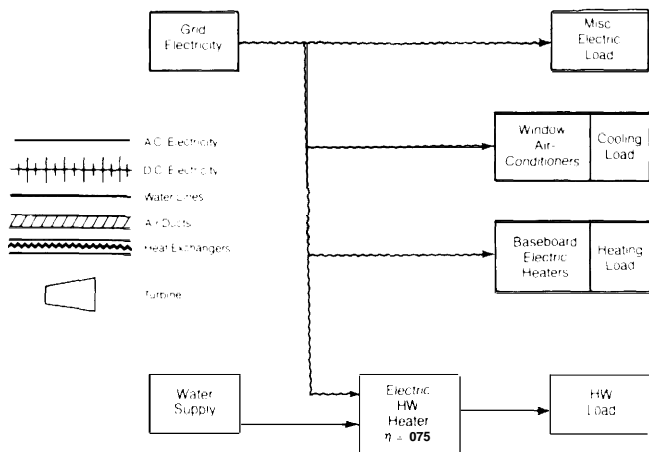 Grid
Electricity
Misc
Electric
Load
A.C. Electricity
D.C. Electricity
Water Lines
Air Ducts
Heat Exchangers
Turbine
Window
Air-
Conditioners
Cooling
Load
Baseboard
Electric
Heaters
Heating
Load
Water
Supply
Electric
HW
Heater
η = 075
HW
Load